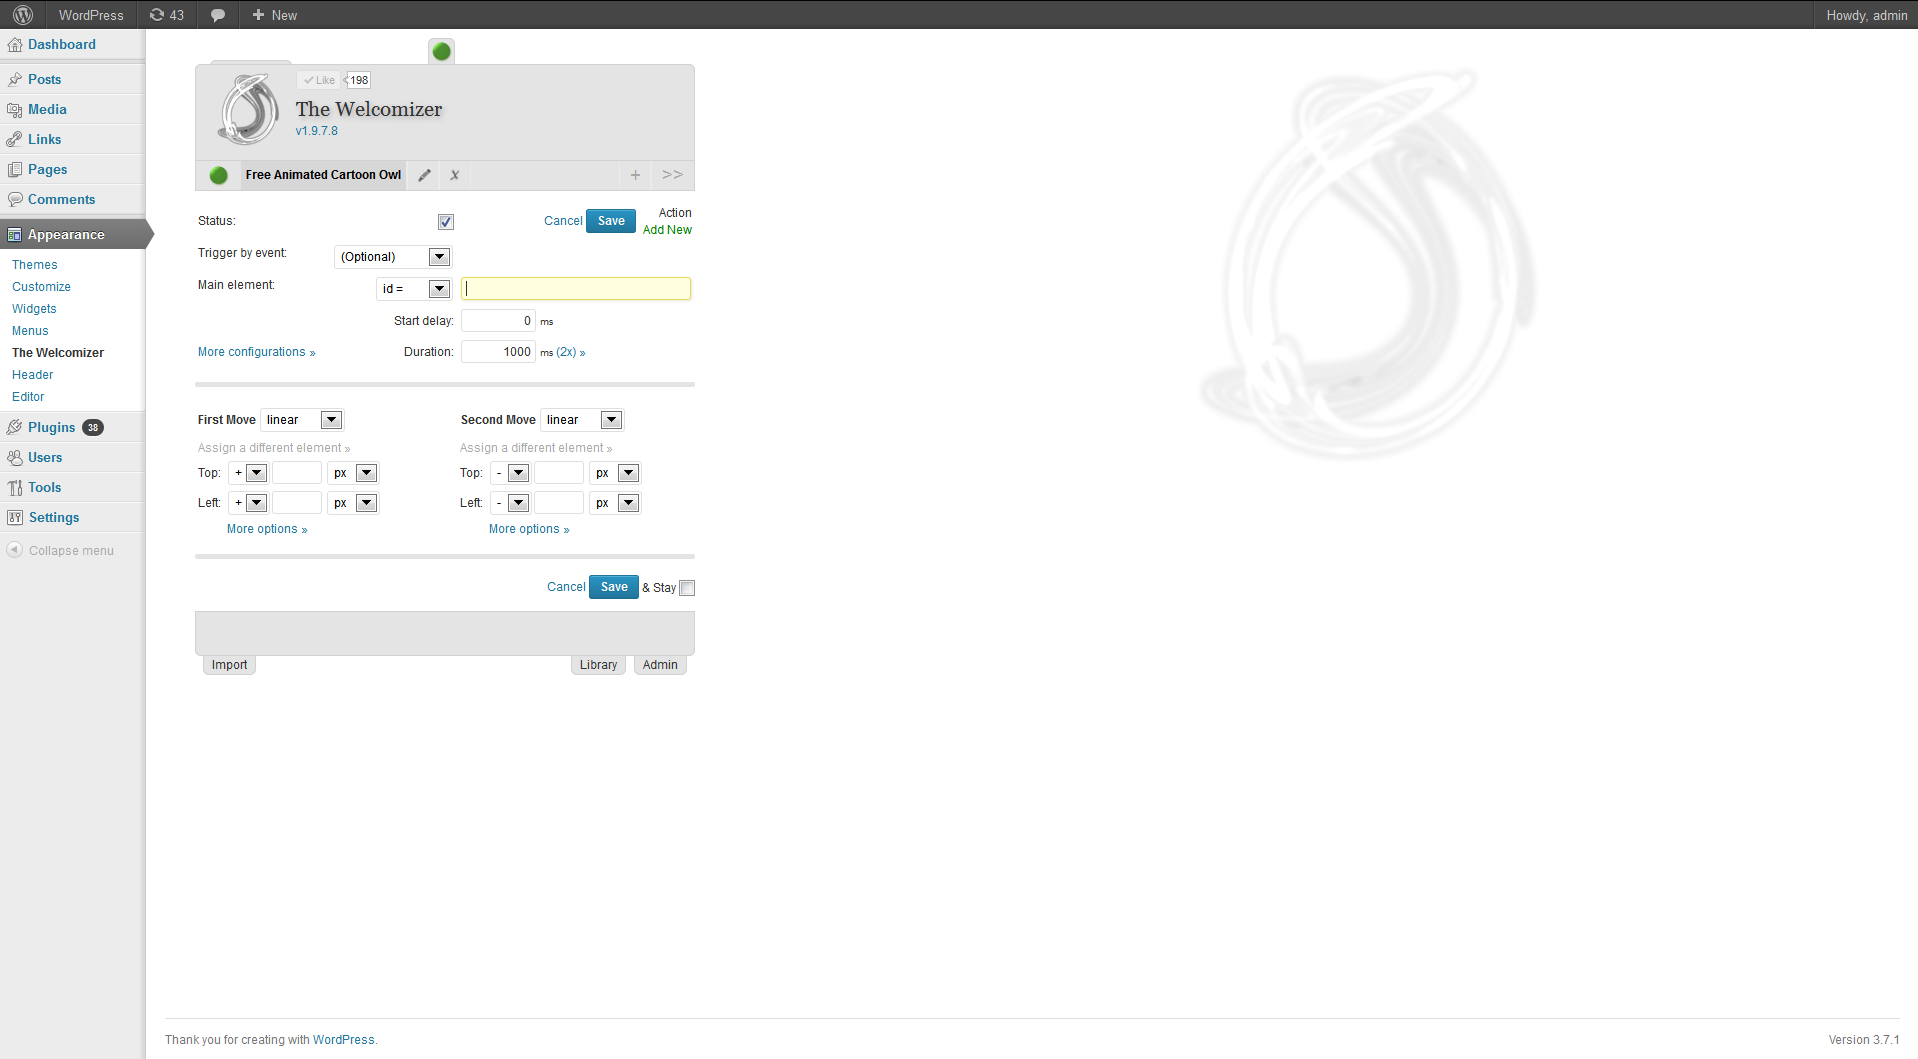 WordPress 43 New Howdy, admin
Dashboard
Posts
Media
Links
Pages
Comments
Appearance
Themes
Customize
Widgets
Menus
The Welcomizer
Header
Editor
Plugins 38
Users
Tools
Settings
Collapse menu
Like 198
The Welcomizer
v1.9.7.8
Free Animated Cartoon Owl x + >>
Status: Cancel Save Action
Add New
Trigger by event: (Optional)
Main element: id =
Start delay: 0 ms
More configurations » Duration: 1000 ms (2x) »
First Move linear Second Move linear
Assign a different element » Assign a different element »
Top: + px Top: - px
Left: + px Left: - px
More options » More options »
Cancel Save & Stay
Import Library Admin
Thank you for creating with WordPress. Version 3.7.1